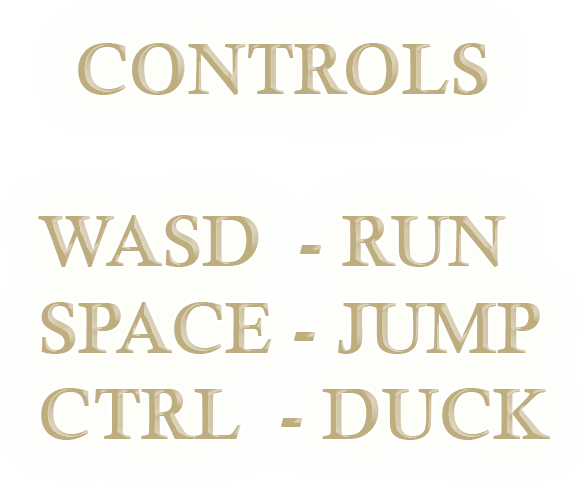 CONTROLS
WASD - RUN
SPACE - JUMP
CTRL - DUCK